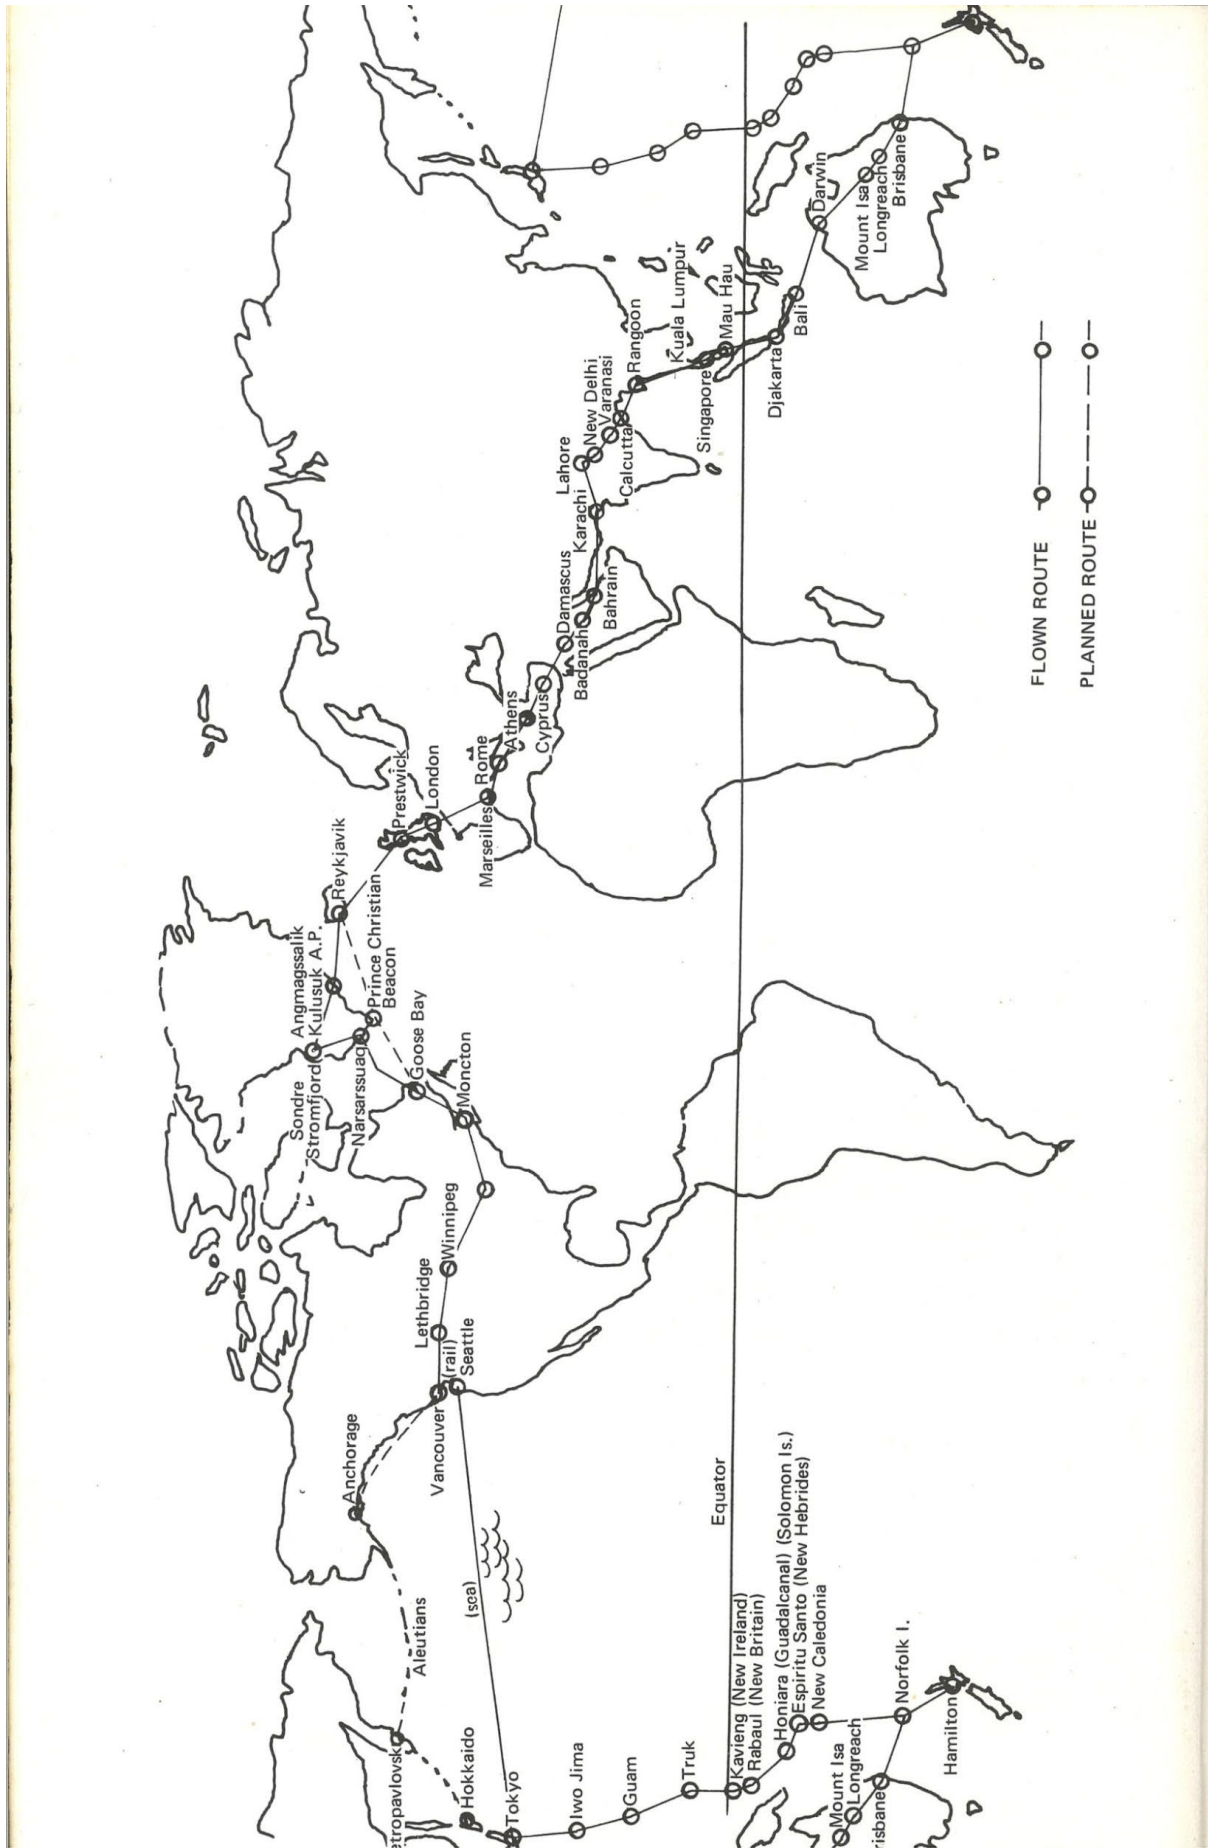 etropavlovsk
Hokkaido
Tokyo
Iwo Jima
Guam
Truk
Kavieng (New Ireland)
Rabaul (New Britain)
Honiara (Guadalcanal) (Solomon Is.)
Espiritu Santo (New Hebrides)
New Caledonia
Norfolk I.
Hamilton
Mount Isa
Longreach
risbane
Aleutians
(sea)
Equator
Anchorage
Vancouver
(rail)
Seattle
Lethbridge
Winnipeg
Moncton
Goose Bay
Narsarssuaq
Sondre
Stromfjord
Prince Christian
Beacon
Angmagssalik
Kulusuk A.P.
Reykjavik
Prestwick
London
Marseilles
Rome
Athens
Cyprus
Damascus
Badanah
Bahrain
Karachi
Lahore
New Delhi
Varanasi
Calcutta
Rangoon
Kuala Lumpur
Singapore
Mau Hau
Djakarta
Bali
Darwin
Mount Isa
Longreach
Brisbane
FLOWN ROUTE
PLANNED ROUTE